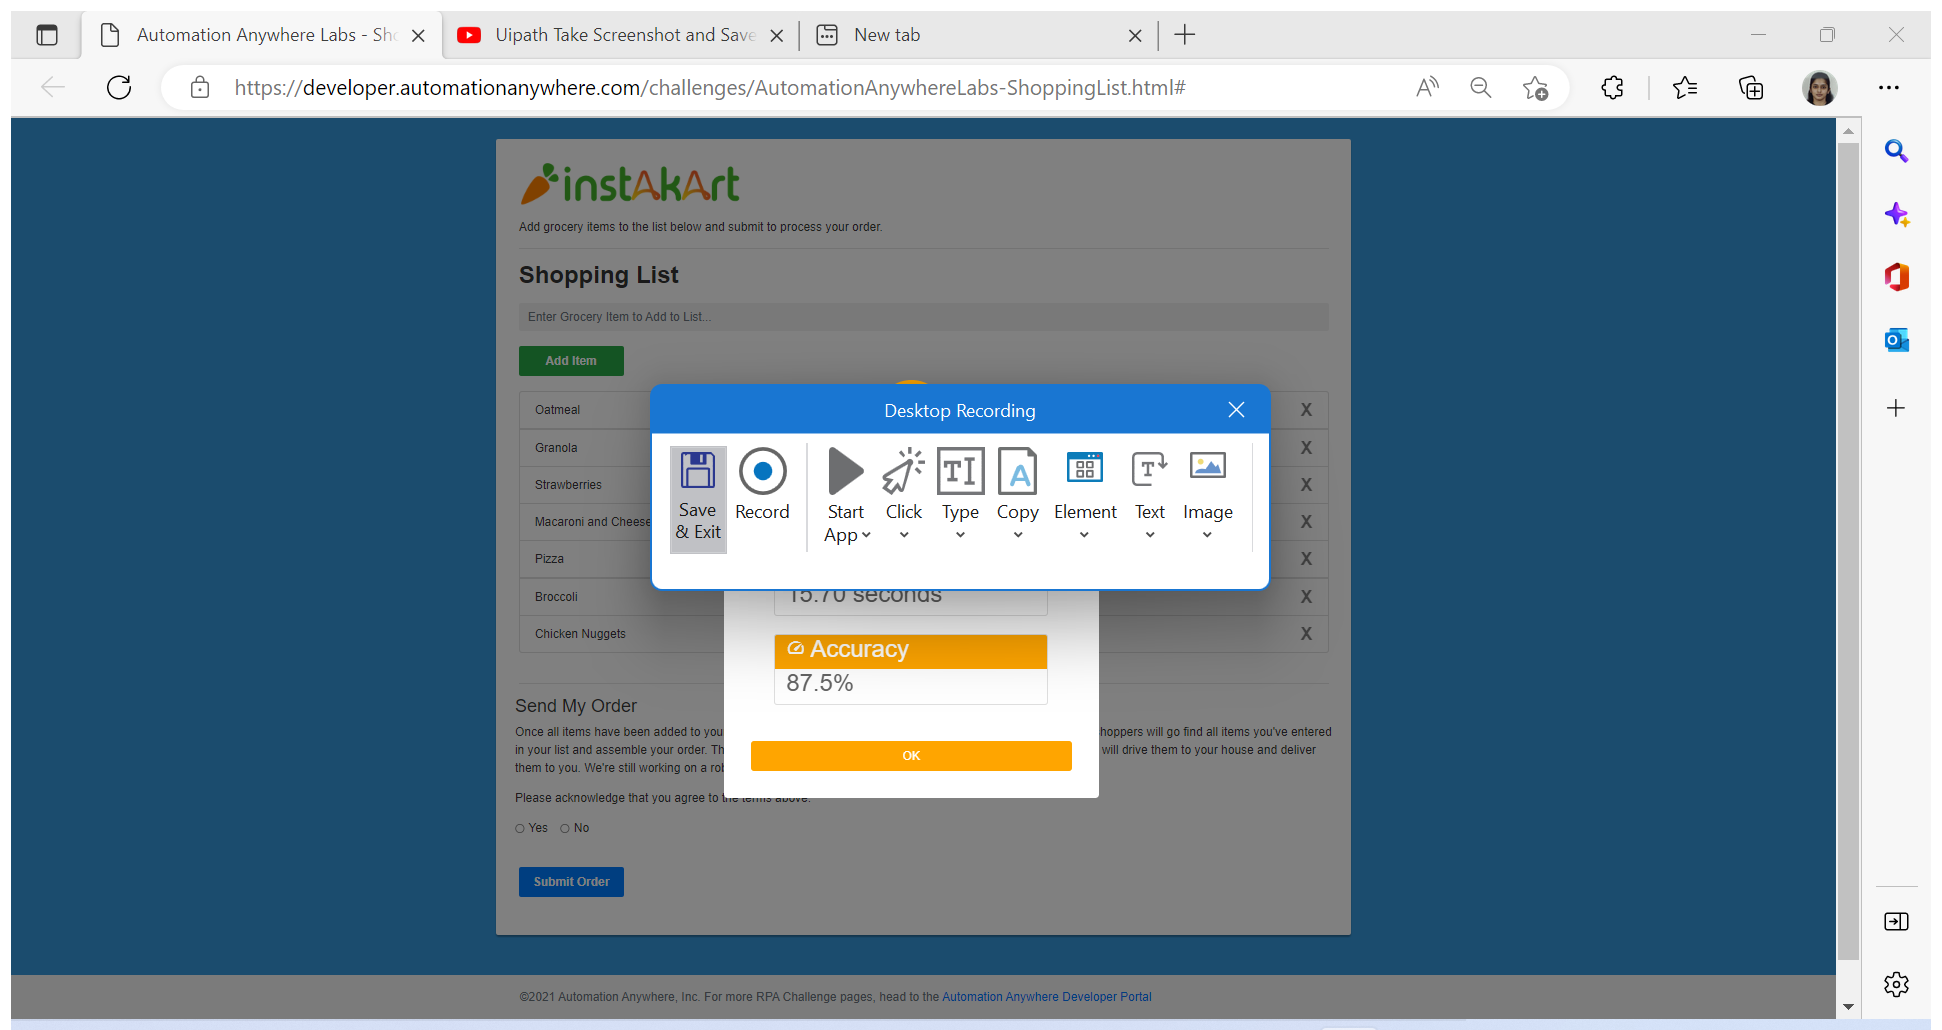 Automation Anywhere Labs - Sho
Uipath Take Screenshot and Save
New tab
https://developer.automationanywhere.com/challenges/AutomationAnywhereLabs-ShoppingList.html#
instAkArt
Add grocery items to the list below and submit to process your order.
Shopping List
Enter Grocery Item to Add to List...
Add Item
Oatmeal X
Granola X
Strawberries X
Macaroni and Cheese X
Pizza X
Broccoli X
Chicken Nuggets X
Desktop Recording
Save & Exit
Record
Start App
Click
Type
Copy
Element
Text
Image
15.70 seconds
Accuracy
87.5%
OK
Send My Order
Once all items have been added to you hoppers will go find all items you've entered
in your list and assemble your order. Th will drive them to your house and deliver
them to you. We're still working on a rob
Please acknowledge that you agree to the terms above.
Yes No
Submit Order
©2021 Automation Anywhere, Inc. For more RPA Challenge pages, head to the Automation Anywhere Developer Portal